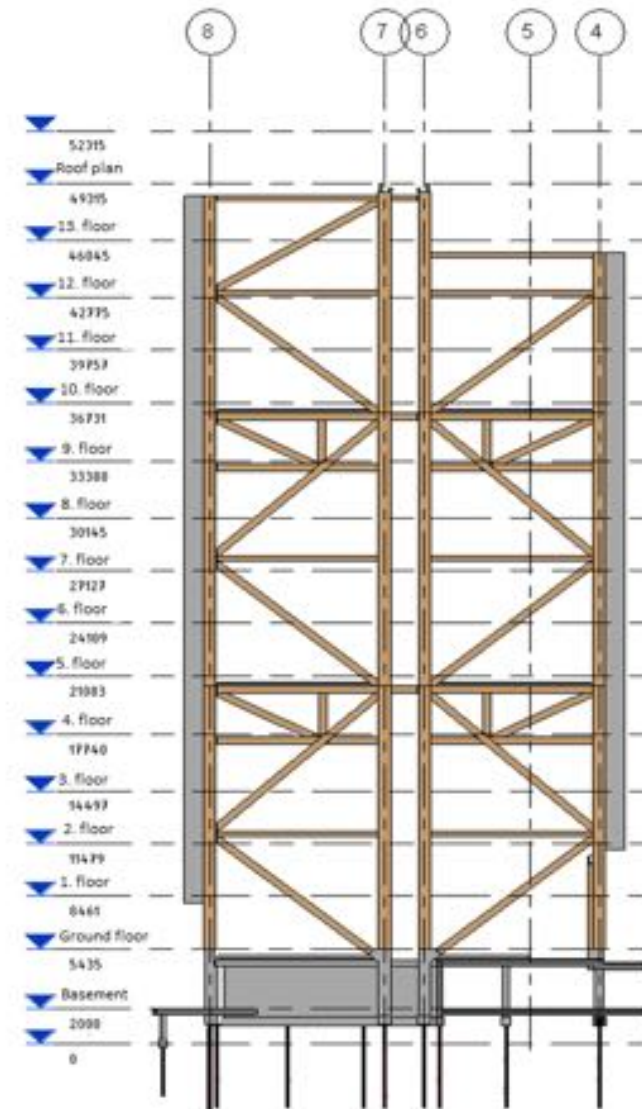 8 7 6 5 4
52315
Roof plan
49315
13. floor
46045
12. floor
42775
11. floor
39757
10. floor
36731
9. floor
33388
8. floor
30145
7. floor
27127
6. floor
24109
5. floor
21083
4. floor
17740
3. floor
14497
2. floor
11479
1. floor
8461
Ground floor
5435
Basement
2000
0